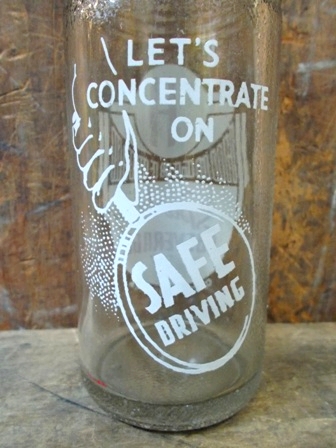 LET'S
CONCENTRATE
ON
SAFE
DRIVING